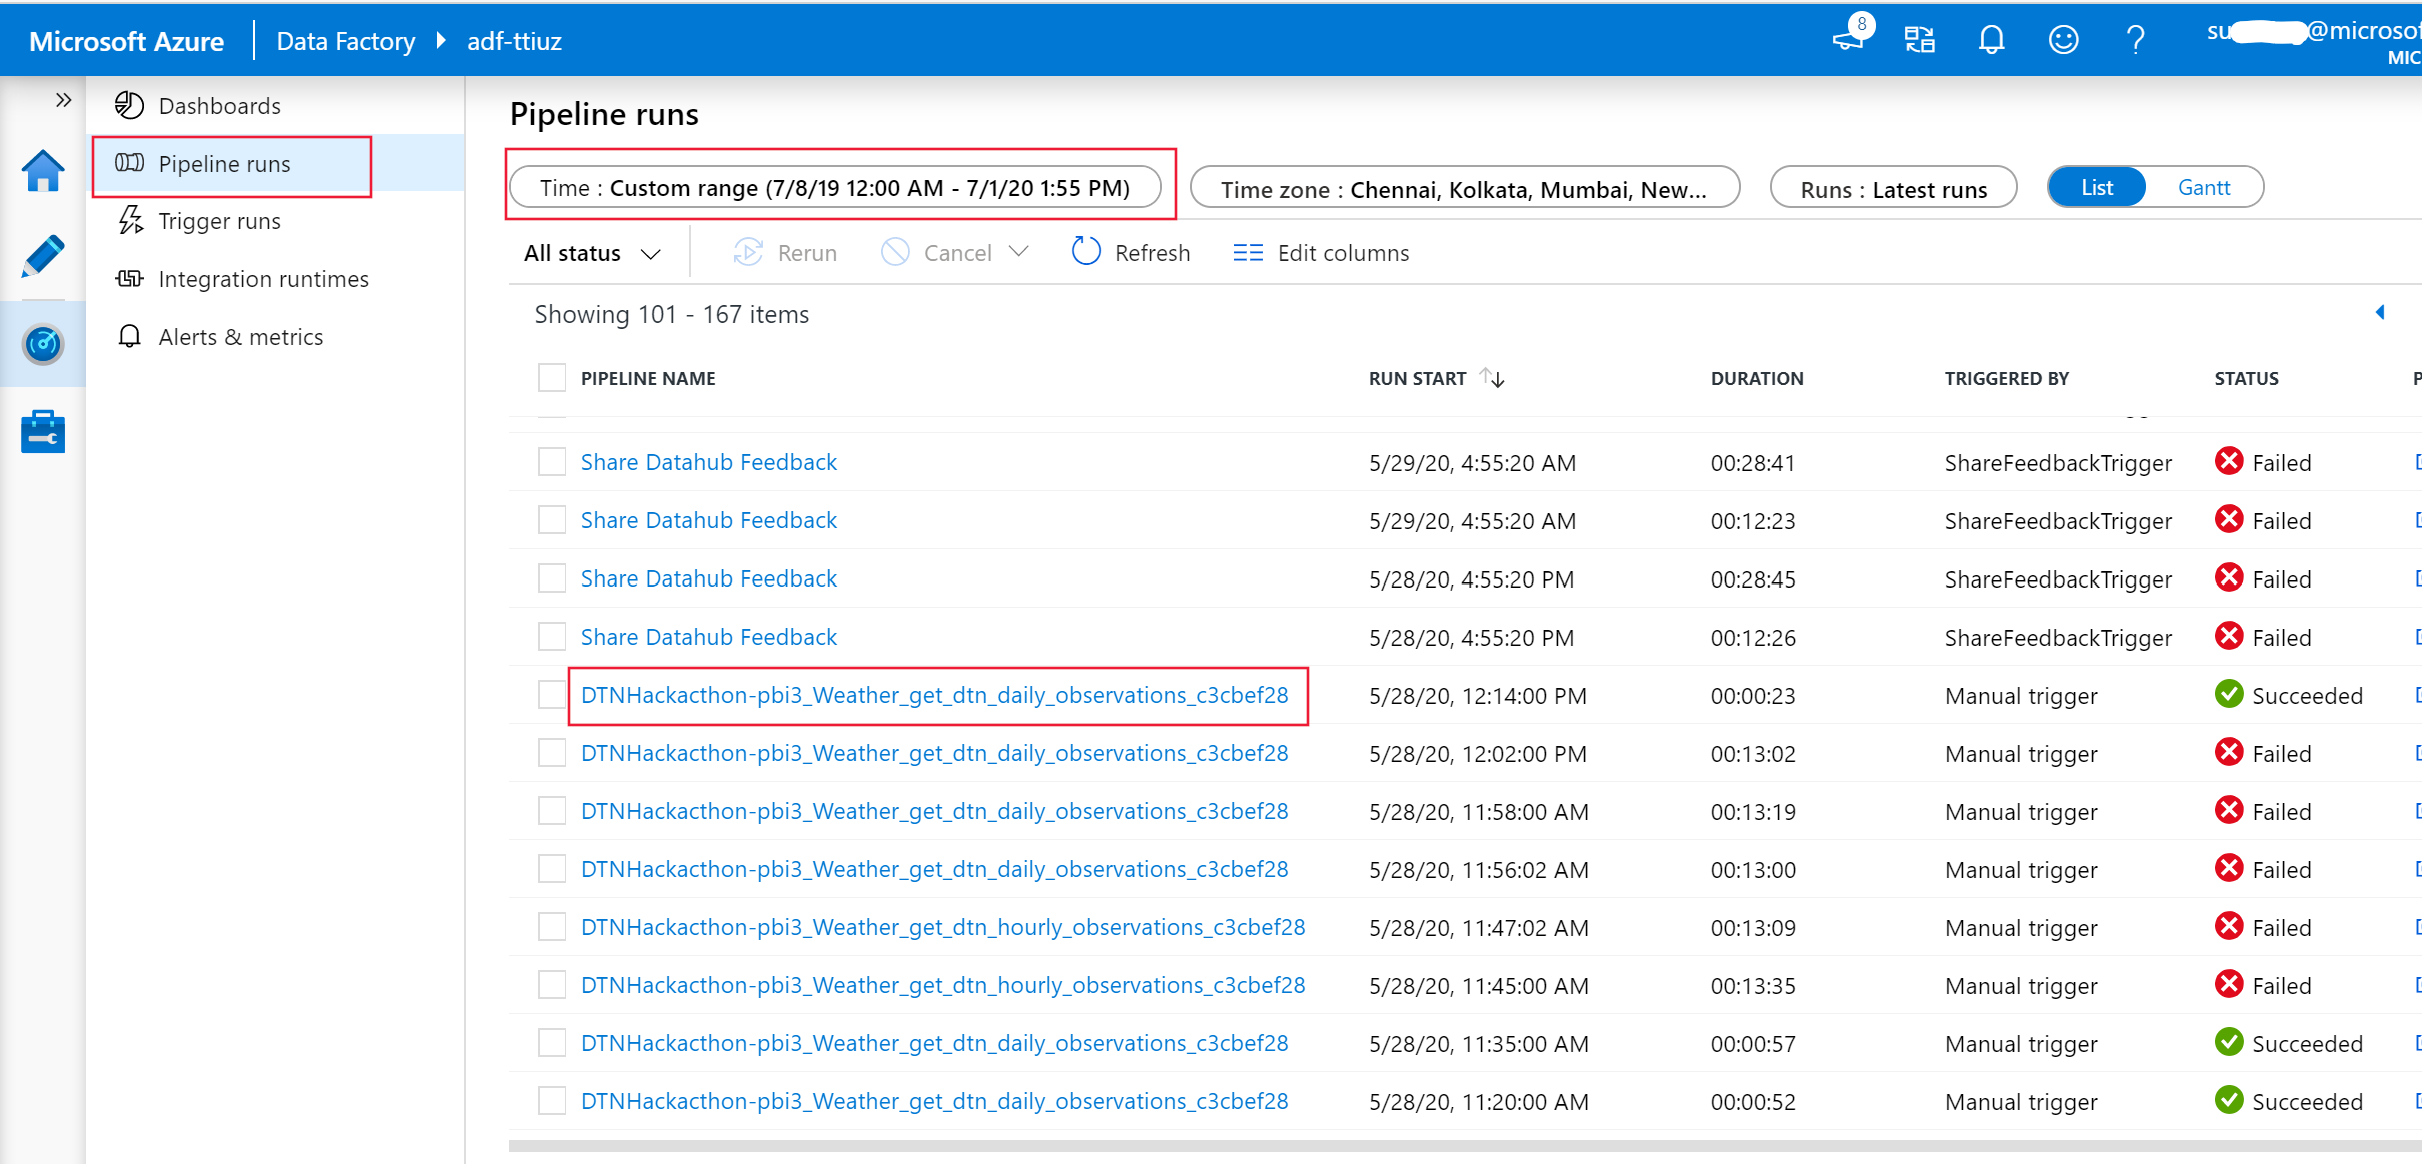 Microsoft Azure Data Factory adf-ttiuz 8 su @microsof
MIC
Dashboards
Pipeline runs
Trigger runs
Integration runtimes
Alerts & metrics
Pipeline runs
Time : Custom range (7/8/19 12:00 AM - 7/1/20 1:55 PM) Time zone : Chennai, Kolkata, Mumbai, New... Runs : Latest runs List Gantt
All status Rerun Cancel Refresh Edit columns
Showing 101 - 167 items
PIPELINE NAME RUN START DURATION TRIGGERED BY STATUS P
Share Datahub Feedback 5/29/20, 4:55:20 AM 00:28:41 ShareFeedbackTrigger Failed
Share Datahub Feedback 5/29/20, 4:55:20 AM 00:12:23 ShareFeedbackTrigger Failed
Share Datahub Feedback 5/28/20, 4:55:20 PM 00:28:45 ShareFeedbackTrigger Failed
Share Datahub Feedback 5/28/20, 4:55:20 PM 00:12:26 ShareFeedbackTrigger Failed
DTNHackacthon-pbi3_Weather_get_dtn_daily_observations_c3cbef28 5/28/20, 12:14:00 PM 00:00:23 Manual trigger Succeeded
DTNHackacthon-pbi3_Weather_get_dtn_daily_observations_c3cbef28 5/28/20, 12:02:00 PM 00:13:02 Manual trigger Failed
DTNHackacthon-pbi3_Weather_get_dtn_daily_observations_c3cbef28 5/28/20, 11:58:00 AM 00:13:19 Manual trigger Failed
DTNHackacthon-pbi3_Weather_get_dtn_daily_observations_c3cbef28 5/28/20, 11:56:02 AM 00:13:00 Manual trigger Failed
DTNHackacthon-pbi3_Weather_get_dtn_hourly_observations_c3cbef28 5/28/20, 11:47:02 AM 00:13:09 Manual trigger Failed
DTNHackacthon-pbi3_Weather_get_dtn_hourly_observations_c3cbef28 5/28/20, 11:45:00 AM 00:13:35 Manual trigger Failed
DTNHackacthon-pbi3_Weather_get_dtn_daily_observations_c3cbef28 5/28/20, 11:35:00 AM 00:00:57 Manual trigger Succeeded
DTNHackacthon-pbi3_Weather_get_dtn_daily_observations_c3cbef28 5/28/20, 11:20:00 AM 00:00:52 Manual trigger Succeeded